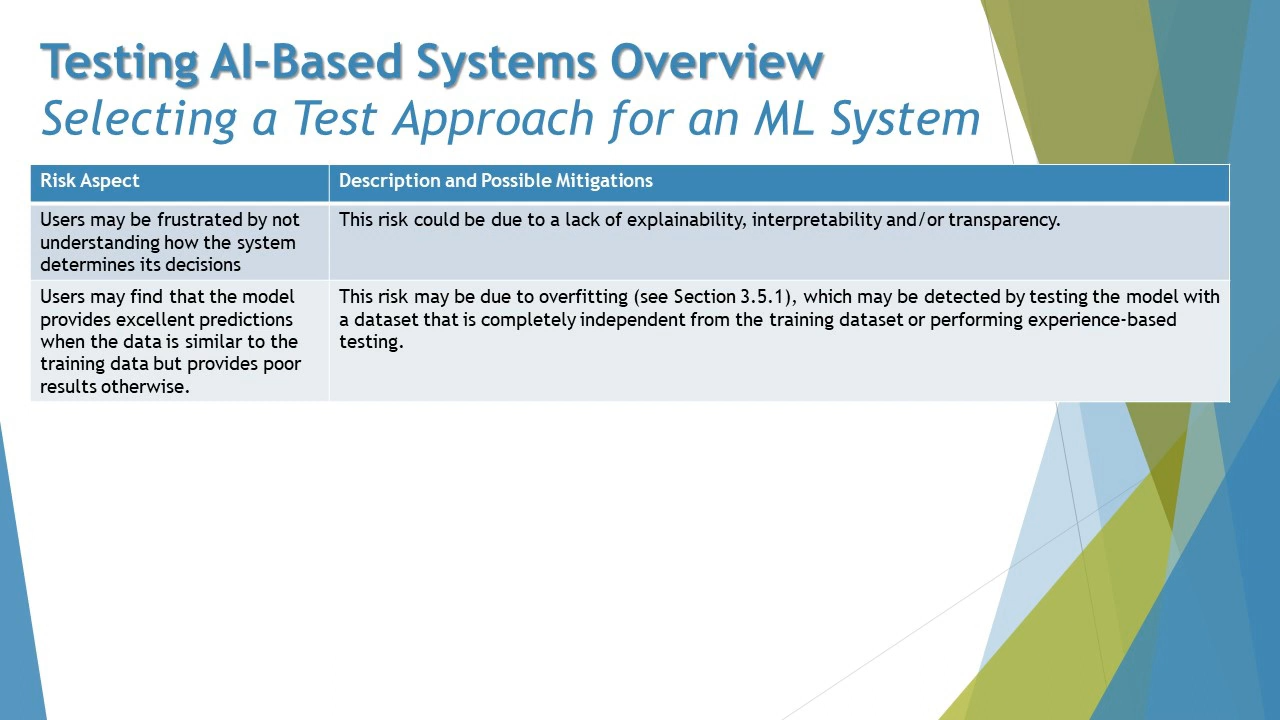 Testing AI-Based Systems Overview
Selecting a Test Approach for an ML System
Risk Aspect
Description and Possible Mitigations
Users may be frustrated by not
understanding how the system
determines its decisions
This risk could be due to a lack of explainability, interpretability and/or transparency.
Users may find that the model
provides excellent predictions
when the data is similar to the
training data but provides poor
results otherwise.
This risk may be due to overfitting (see Section 3.5.1), which may be detected by testing the model with
a dataset that is completely independent from the training dataset or performing experience-based
testing.